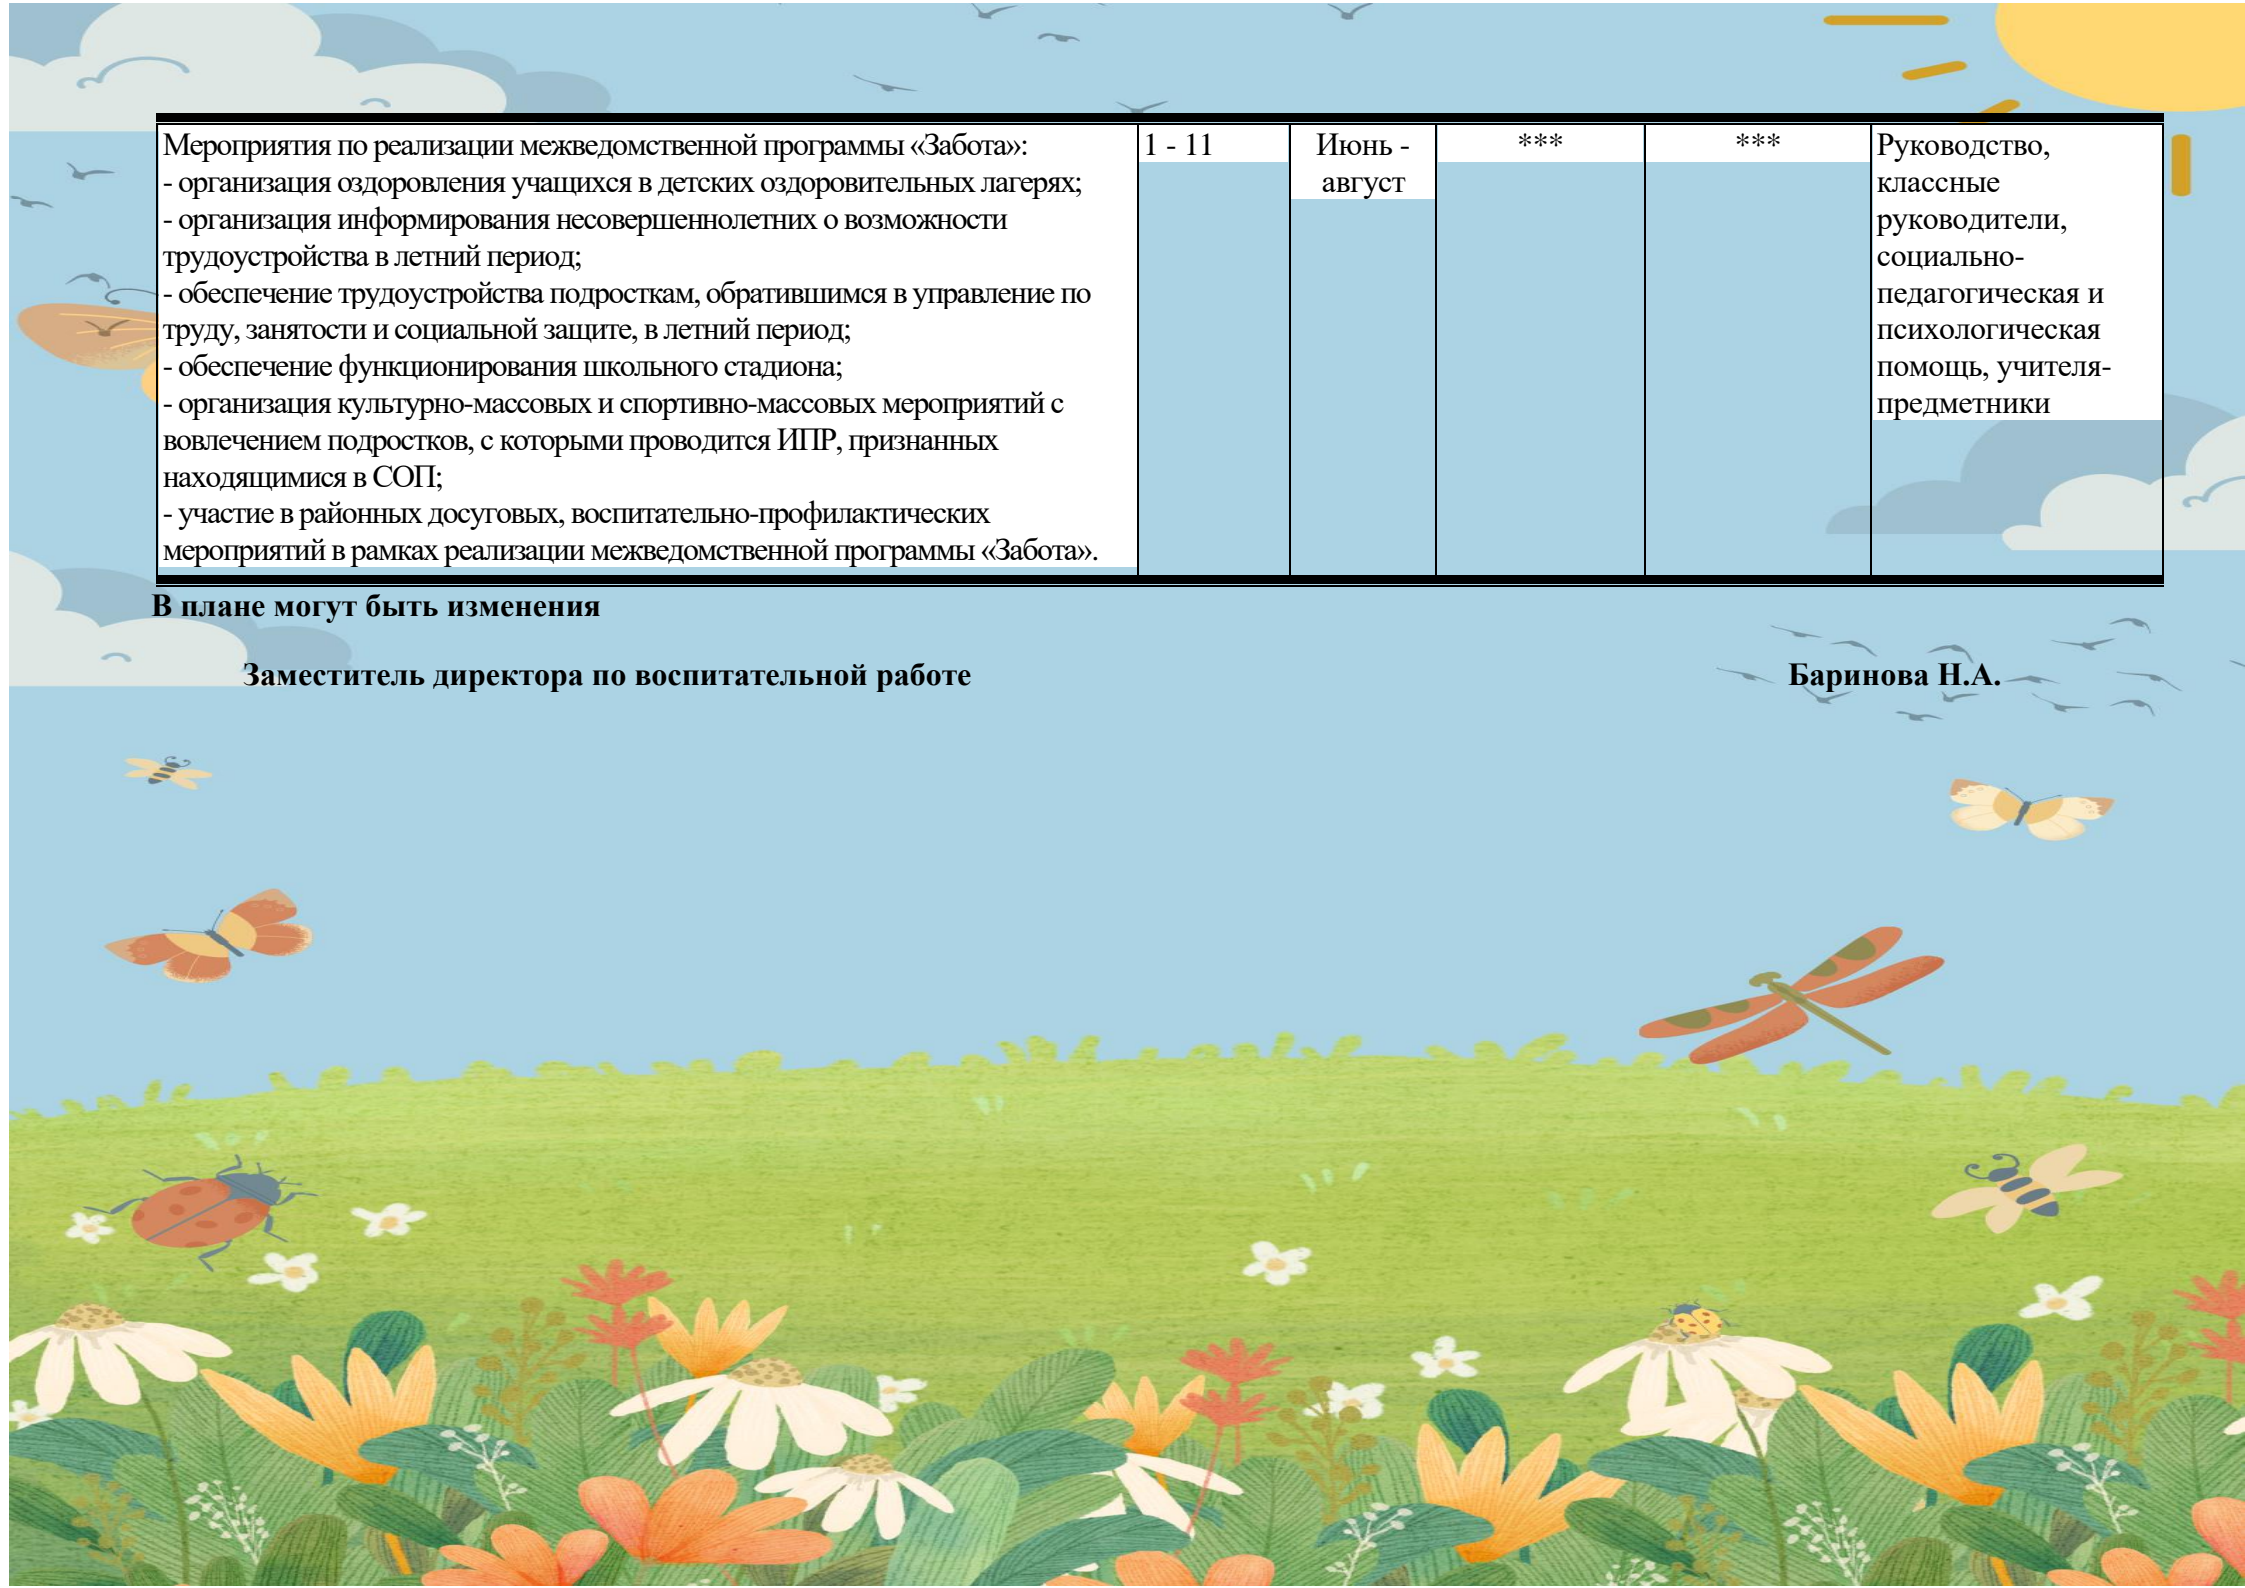 Мероприятия по реализации межведомственной программы «Забота»:
- организация оздоровления учащихся в детских оздоровительных лагерях;
- организация информирования несовершеннолетних о возможности
трудоустройства в летний период;
- обеспечение трудоустройства подросткам, обратившимся в управление по
труду, занятости и социальной защите, в летний период;
- обеспечение функционирования школьного стадиона;
- организация культурно-массовых и спортивно-массовых мероприятий с
вовлечением подростков, с которыми проводится ИПР, признанных
находящимися в СОП;
- участие в районных досуговых, воспитательно-профилактических
мероприятий в рамках реализации межведомственной программы «Забота».
1 - 11
Июнь -
август
***
***
Руководство,
классные
руководители,
социально-
педагогическая и
психологическая
помощь, учителя-
предметники
В плане могут быть изменения
Заместитель директора по воспитательной работе Баринова Н.А.